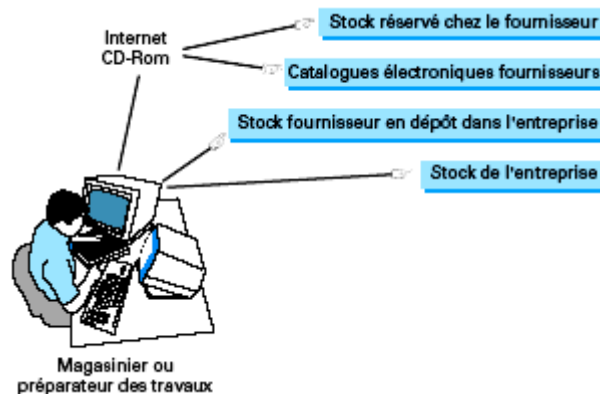 Internet
CD-Rom
Stock réservé chez le fournisseur
Catalogues électroniques fournisseurs
Stock fournisseur en dépôt dans l'entreprise
Stock de l'entreprise
Magasinier ou
préparateur des travaux